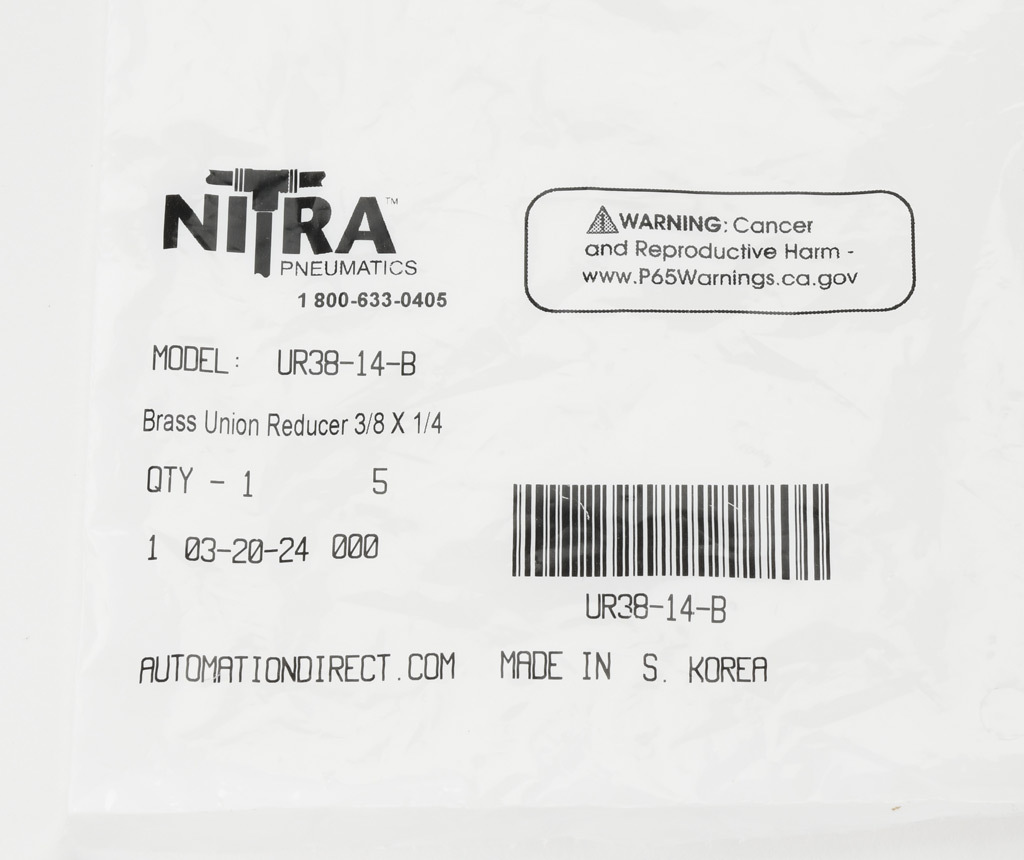 NITRA™
PNEUMATICS
1 800-633-0405
WARNING: Cancer
and Reproductive Harm -
www.P65Warnings.ca.gov
MODEL: UR38-14-B
Brass Union Reducer 3/8 X 1/4
QTY - 1 5
1 03-20-24 000
UR38-14-B
AUTOMATIONDIRECT.COM MADE IN S. KOREA